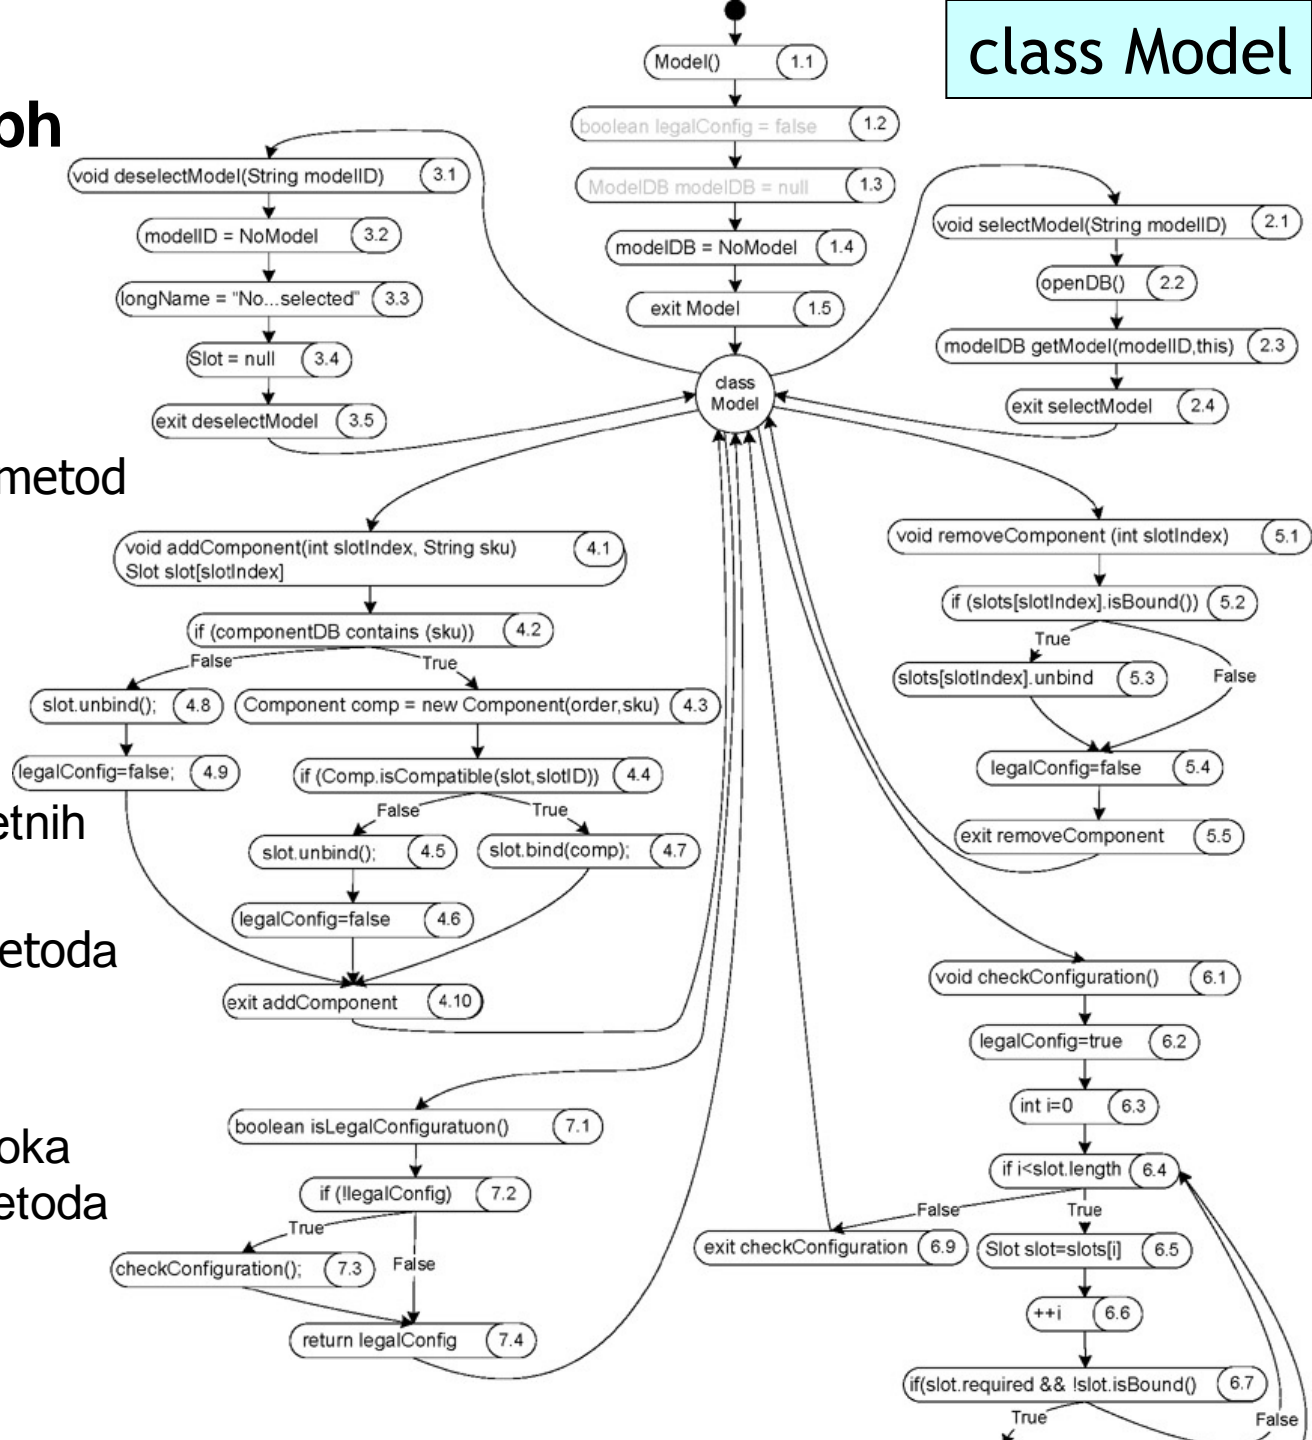 class Model
ph
metod
etnih
etoda
oka
etoda
Model() 1.1
boolean legalConfig = false 1.2
ModelDB modelDB = null 1.3
modelDB = NoModel 1.4
exit Model 1.5
class
Model
void selectModel(String modelID) 2.1
openDB() 2.2
modelDB getModel(modelID,this) 2.3
exit selectModel 2.4
void deselectModel(String modelID) 3.1
modelID = NoModel 3.2
longName = "No...selected" 3.3
Slot = null 3.4
exit deselectModel 3.5
void addComponent(int slotIndex, String sku) 4.1
Slot slot[slotIndex]
if (componentDB contains (sku)) 4.2
False
True
slot.unbind(); 4.8
Component comp = new Component(order,sku) 4.3
legalConfig=false; 4.9
if (Comp.isCompatible(slot,slotID)) 4.4
False
True
slot.unbind(); 4.5
slot.bind(comp); 4.7
legalConfig=false 4.6
exit addComponent 4.10
void removeComponent (int slotIndex) 5.1
if (slots[slotIndex].isBound()) 5.2
True
False
slots[slotIndex].unbind 5.3
legalConfig=false 5.4
exit removeComponent 5.5
void checkConfiguration() 6.1
legalConfig=true 6.2
int i=0 6.3
if i<slot.length 6.4
False
True
exit checkConfiguration 6.9
Slot slot=slots[i] 6.5
++i 6.6
if(slot.required && !slot.isBound() 6.7
True
False
boolean isLegalConfiguratuon() 7.1
if (!legalConfig) 7.2
True
False
checkConfiguration(); 7.3
return legalConfig 7.4